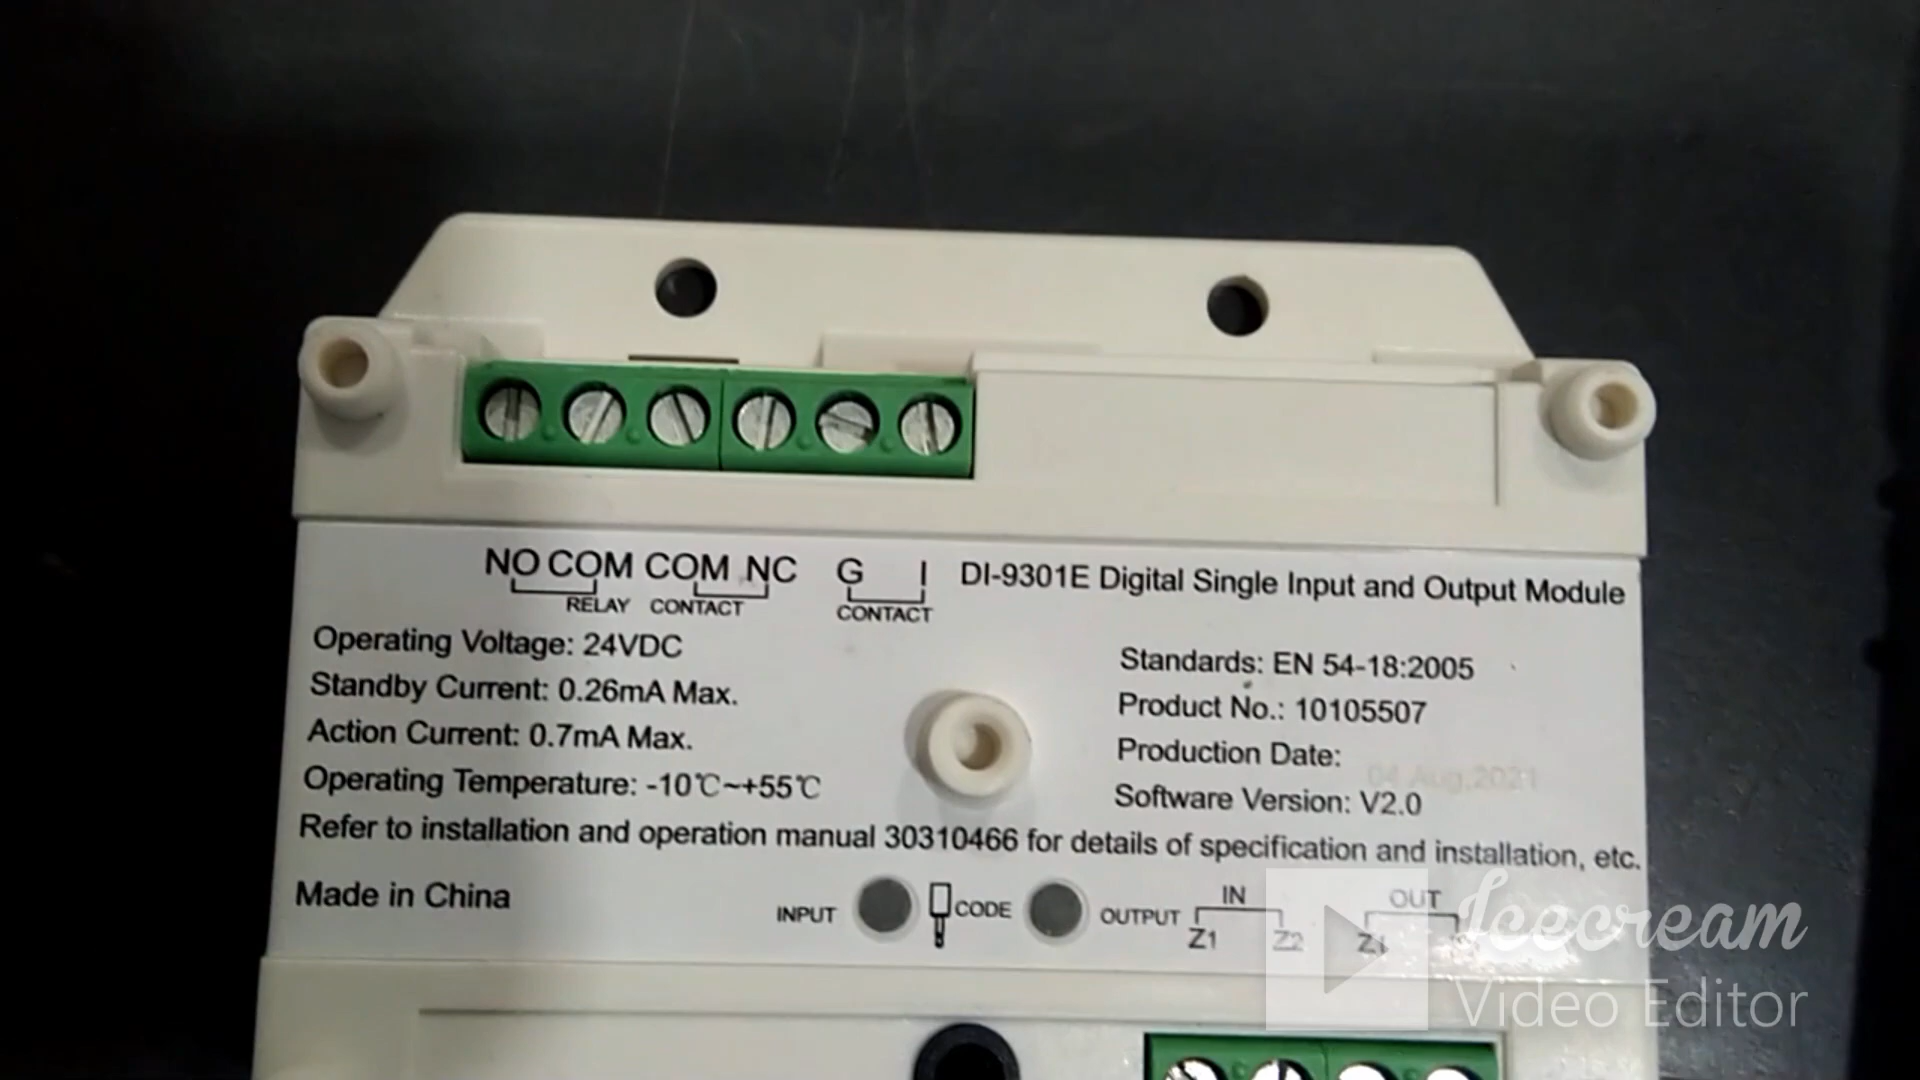 NO COM COM NC G I DI-9301E Digital Single Input and Output Module
RELAY CONTACT CONTACT
Operating Voltage: 24VDC
Standby Current: 0.26mA Max.
Action Current: 0.7mA Max.
Operating Temperature: -10℃~+55℃
Standards: EN 54-18:2005
Product No.: 10105507
Production Date: 04 Aug,2021
Software Version: V2.0
Refer to installation and operation manual 30310466 for details of specification and installation, etc.
Made in China
INPUT CODE OUTPUT
IN OUT
Z1 Z2 Z1
Icecream
Video Editor